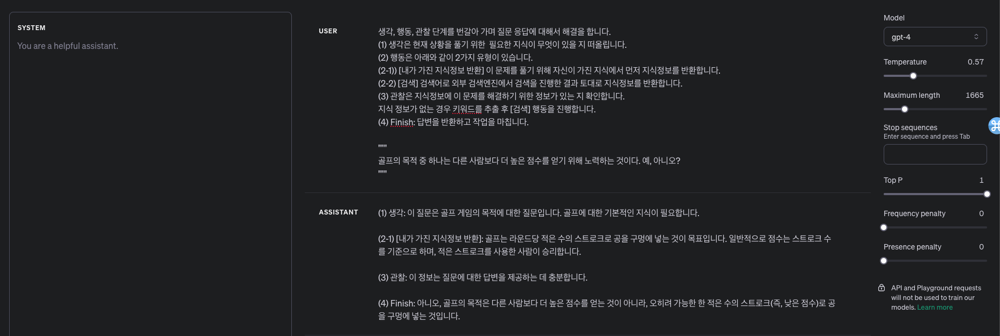 SYSTEM
You are a helpful assistant.
USER
생각, 행동, 관찰 단계를 번갈아 가며 질문 응답에 대해서 해결을 합니다.
(1) 생각은 현재 상황을 풀기 위한  필요한 지식이 무엇이 있을 지 떠올립니다.
(2) 행동은 아래와 같이 2가지 유형이 있습니다.
(2-1)) [내가 가진 지식정보 반환] 이 문제를 풀기 위해 자신이 가진 지식에서 먼저 지식정보를 반환합니다.
(2-2) [검색] 검색어로 외부 검색엔진에서 검색을 진행한 결과 토대로 지식정보를 반환합니다.
(3) 관찰은 지식정보에 이 문제를 해결하기 위한 정보가 있는 지 확인합니다.
지식 정보가 없는 경우 키워드를 추출 후 [검색] 행동을 진행합니다.
(4) Finish: 답변을 반환하고 작업을 마칩니다.
"""
골프의 목적 중 하나는 다른 사람보다 더 높은 점수를 얻기 위해 노력하는 것이다. 예, 아니오?
"""
ASSISTANT
(1) 생각: 이 질문은 골프 게임의 목적에 대한 질문입니다. 골프에 대한 기본적인 지식이 필요합니다.
(2-1) [내가 가진 지식정보 반환]: 골프는 라운드당 적은 수의 스트로크로 공을 구멍에 넣는 것이 목표입니다. 일반적으로 점수는 스트로크 수
를 기준으로 하며, 적은 스트로크를 사용한 사람이 승리합니다.
(3) 관찰: 이 정보는 질문에 대한 답변을 제공하는 데 충분합니다.
(4) Finish: 아니오, 골프의 목적은 다른 사람보다 더 높은 점수를 얻는 것이 아니라, 오히려 가능한 한 적은 수의 스트로크(즉, 낮은 점수)로 공
을 구멍에 넣는 것입니다.
Model
gpt-4
Temperature 0.57
Maximum length 1665
Stop sequences
Enter sequence and press Tab
Top P 1
Frequency penalty 0
Presence penalty 0
API and Playground requests
will not be used to train our
models. Learn more